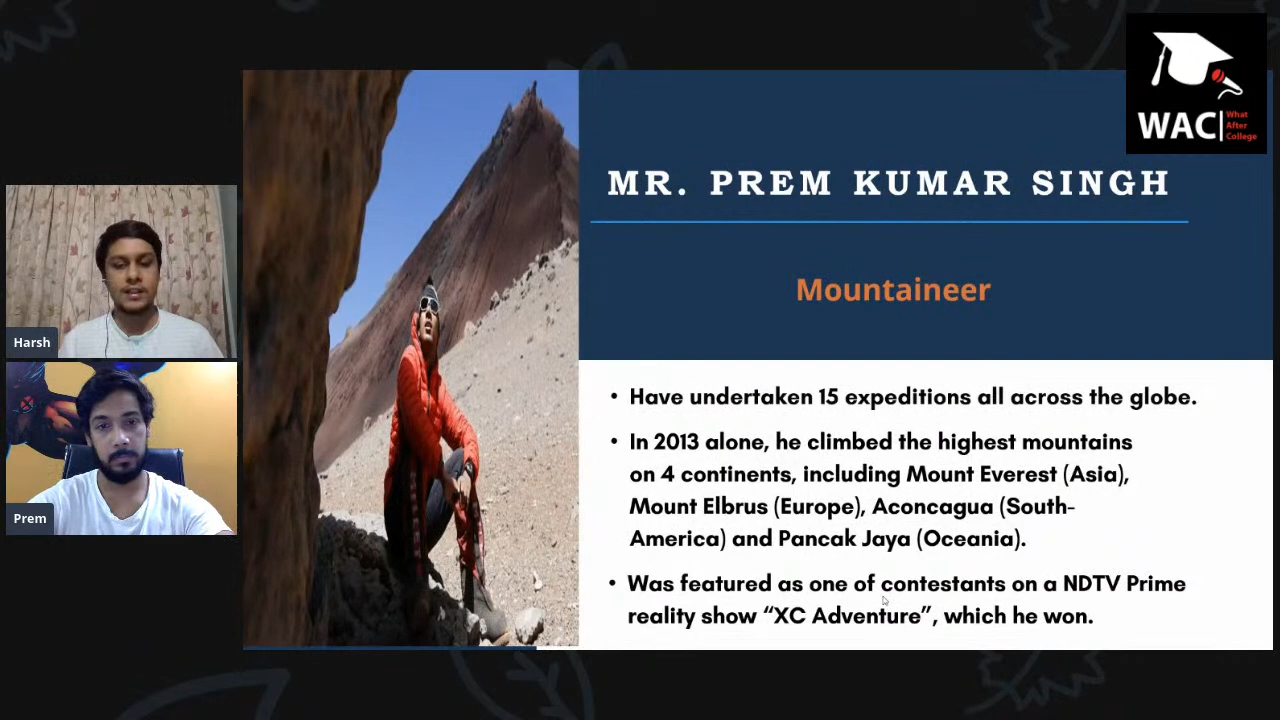 WAC
What
After
College
MR. PREM KUMAR SINGH
Mountaineer
Harsh
Prem
• Have undertaken 15 expeditions all across the globe.
• In 2013 alone, he climbed the highest mountains
on 4 continents, including Mount Everest (Asia),
Mount Elbrus (Europe), Aconcagua (South-
America) and Pancak Jaya (Oceania).
• Was featured as one of contestants on a NDTV Prime
reality show “XC Adventure”, which he won.